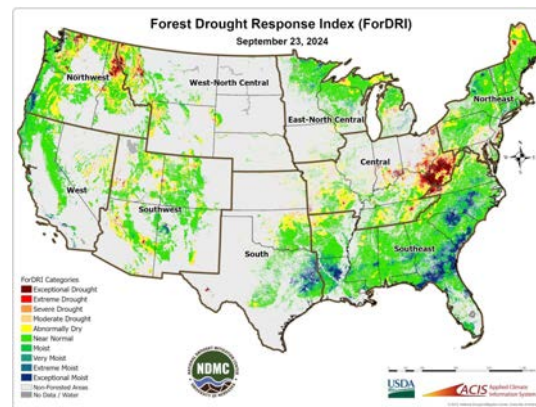 Forest Drought Response Index (ForDRI)
September 23, 2024
Northwest
West-North Central
East-North Central
Northeast
Central
West
Southwest
South
Southeast
ForDRI Categories
Exceptional Drought
Extreme Drought
Severe Drought
Moderate Drought
Abnormally Dry
Near Normal
Moist
Very Moist
Extreme Moist
Exceptional Moist
Non-Forested Areas
No Data / Water
NDMC
USDA
ACIS
Applied Climate
Information System